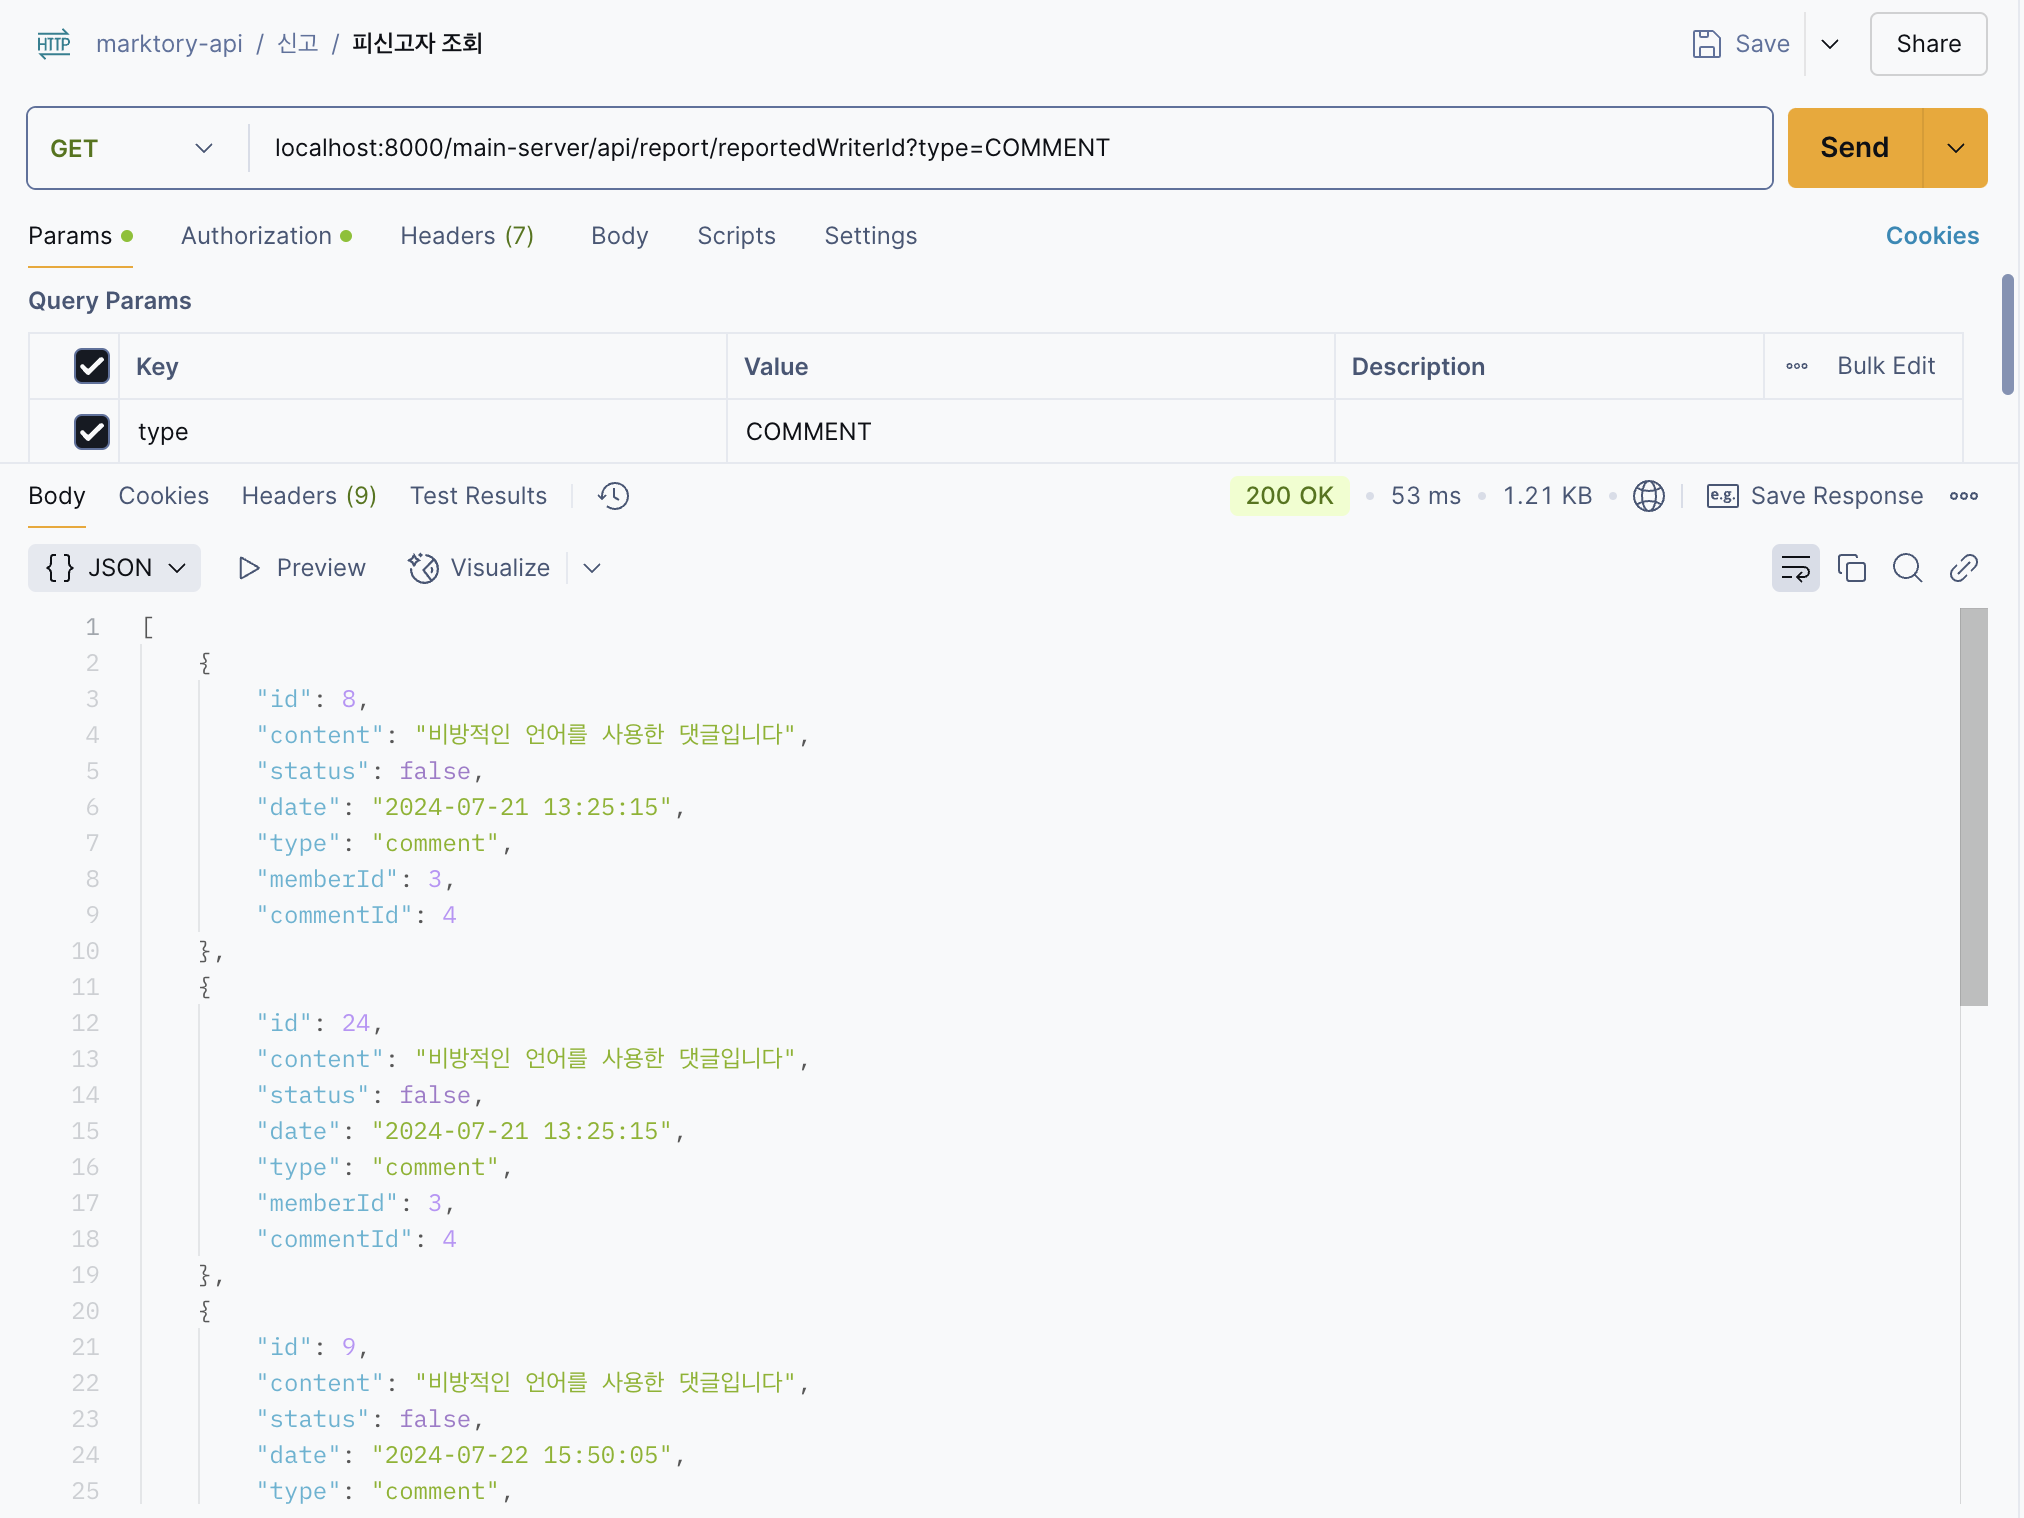 HTTP marktory-api / 신고 / 피신고자 조회 Save Share
GET localhost:8000/main-server/api/report/reportedWriterId?type=COMMENT Send
Params Authorization Headers (7) Body Scripts Settings Cookies
Query Params
Key Value Description Bulk Edit
type COMMENT
Body Cookies Headers (9) Test Results 200 OK 53 ms 1.21 KB e.g. Save Response
{} JSON Preview Visualize
1 [
2 {
3 "id": 8,
4 "content": "비방적인 언어를 사용한 댓글입니다",
5 "status": false,
6 "date": "2024-07-21 13:25:15",
7 "type": "comment",
8 "memberId": 3,
9 "commentId": 4
10 },
11 {
12 "id": 24,
13 "content": "비방적인 언어를 사용한 댓글입니다",
14 "status": false,
15 "date": "2024-07-21 13:25:15",
16 "type": "comment",
17 "memberId": 3,
18 "commentId": 4
19 },
20 {
21 "id": 9,
22 "content": "비방적인 언어를 사용한 댓글입니다",
23 "status": false,
24 "date": "2024-07-22 15:50:05",
25 "type": "comment",